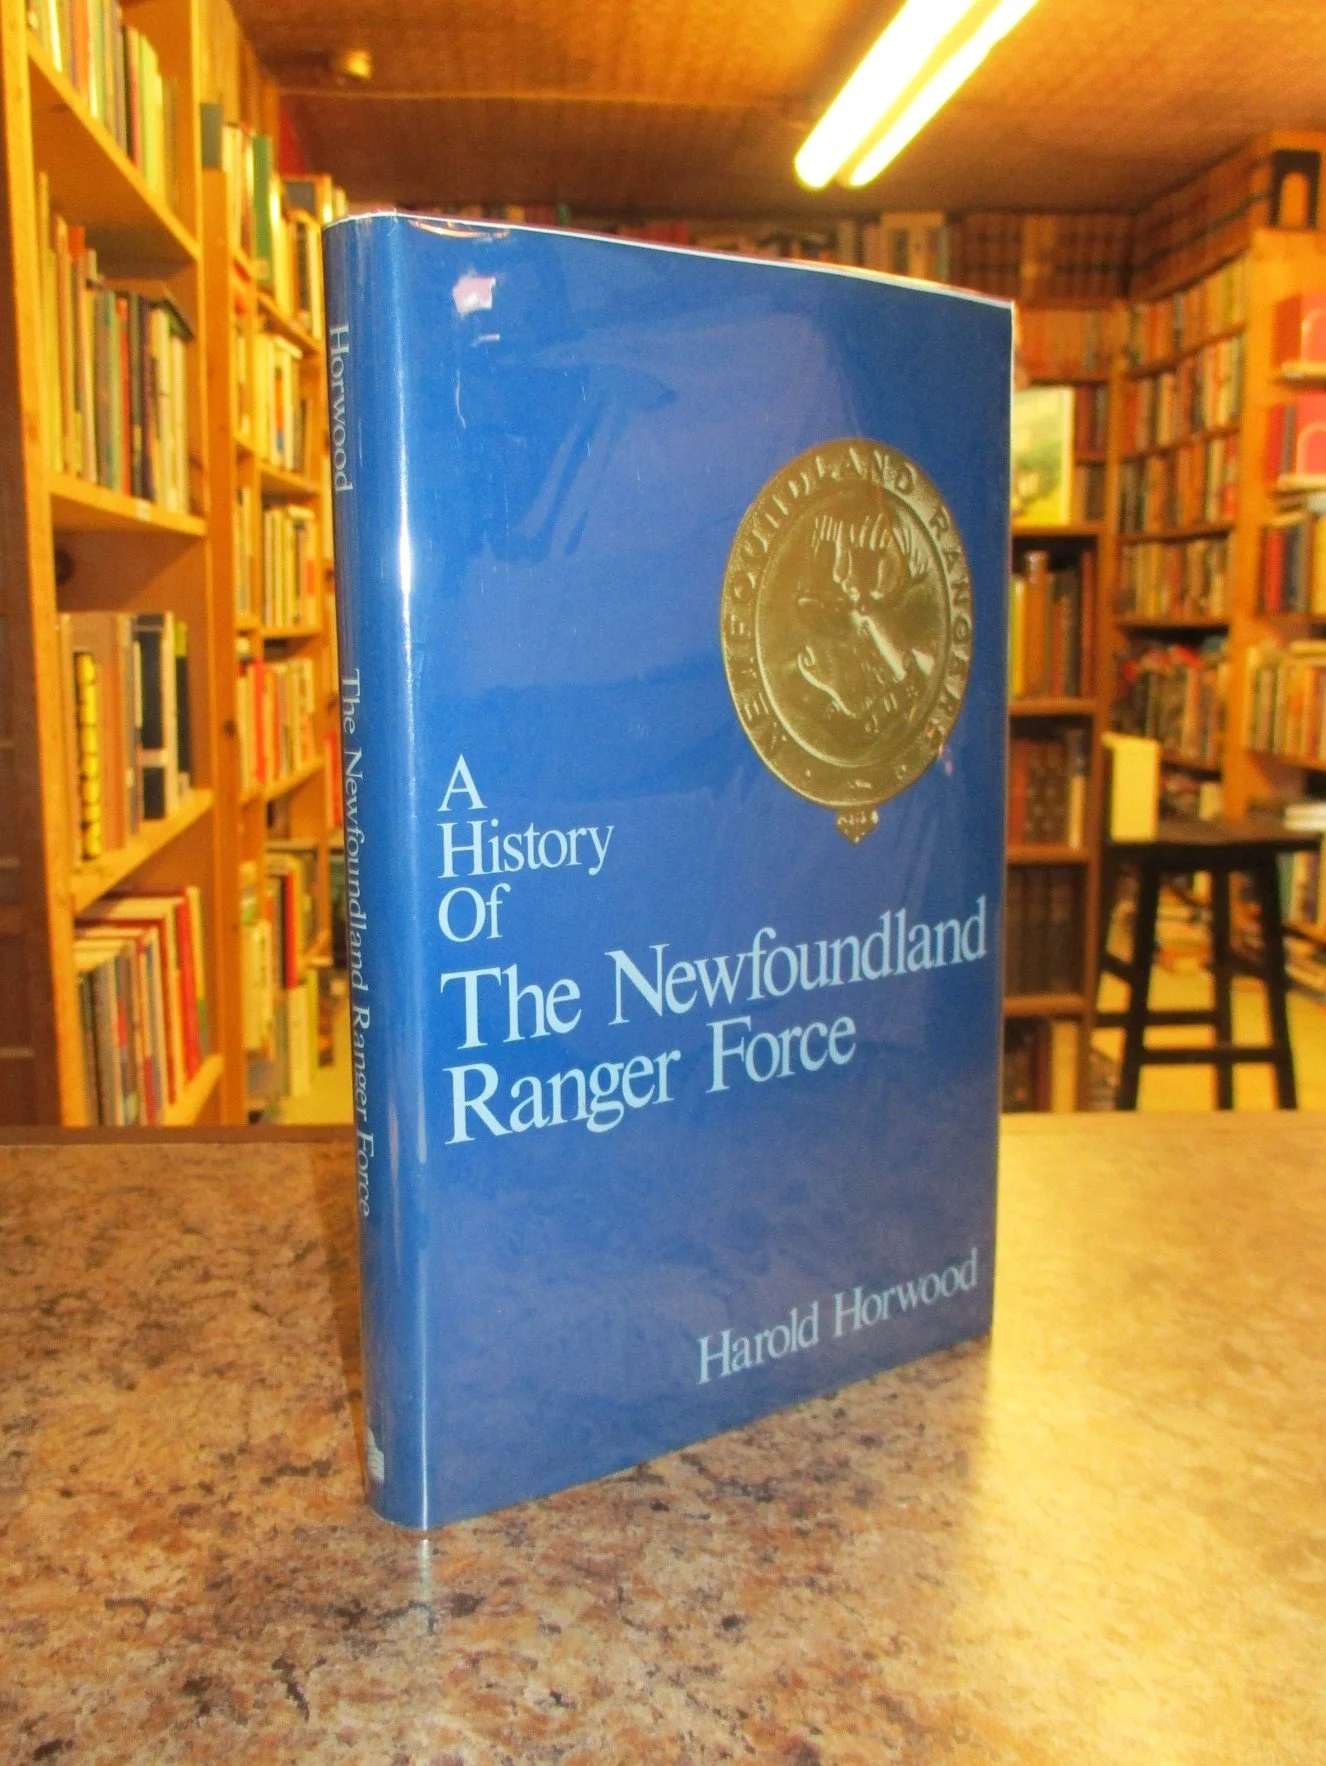 Horwood
The Newfoundland Ranger Force
NEWFOUNDLAND RANGERS
A
History
Of
The Newfoundland
Ranger Force
Harold Horwood